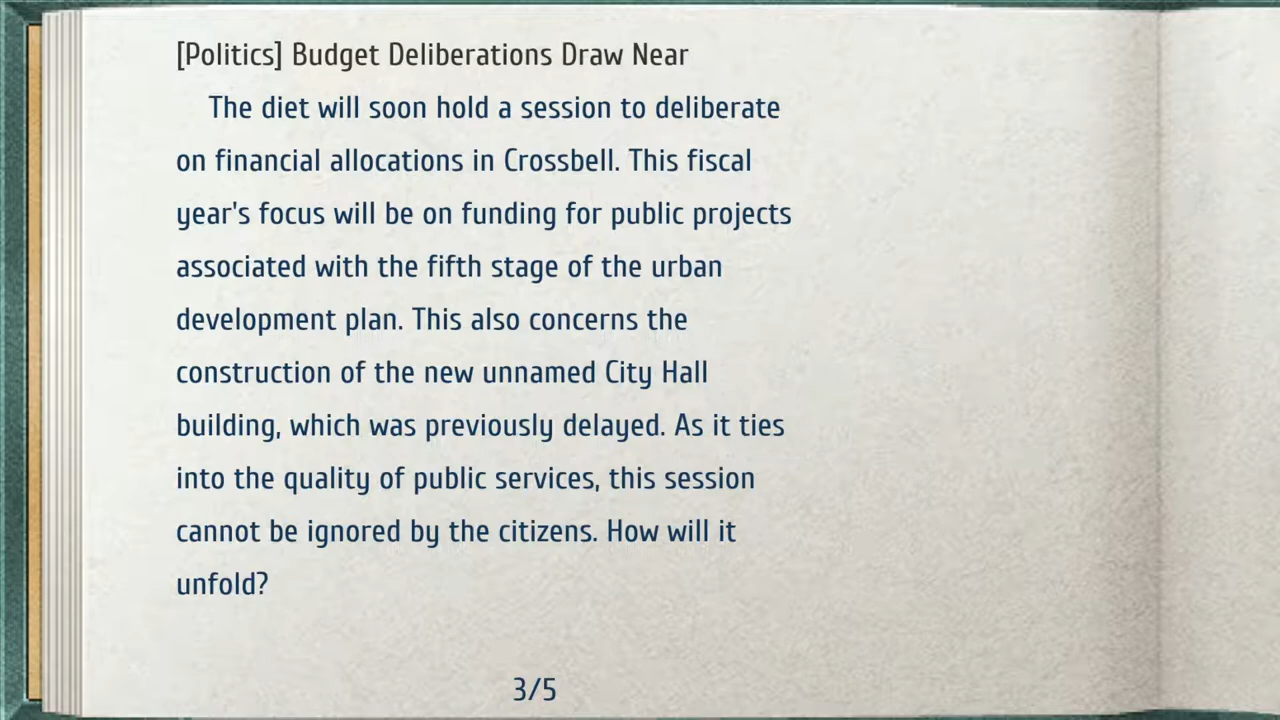 [Politics] Budget Deliberations Draw Near
The diet will soon hold a session to deliberate
on financial allocations in Crossbell. This fiscal
year's focus will be on funding for public projects
associated with the fifth stage of the urban
development plan. This also concerns the
construction of the new unnamed City Hall
building, which was previously delayed. As it ties
into the quality of public services, this session
cannot be ignored by the citizens. How will it
unfold?
3/5